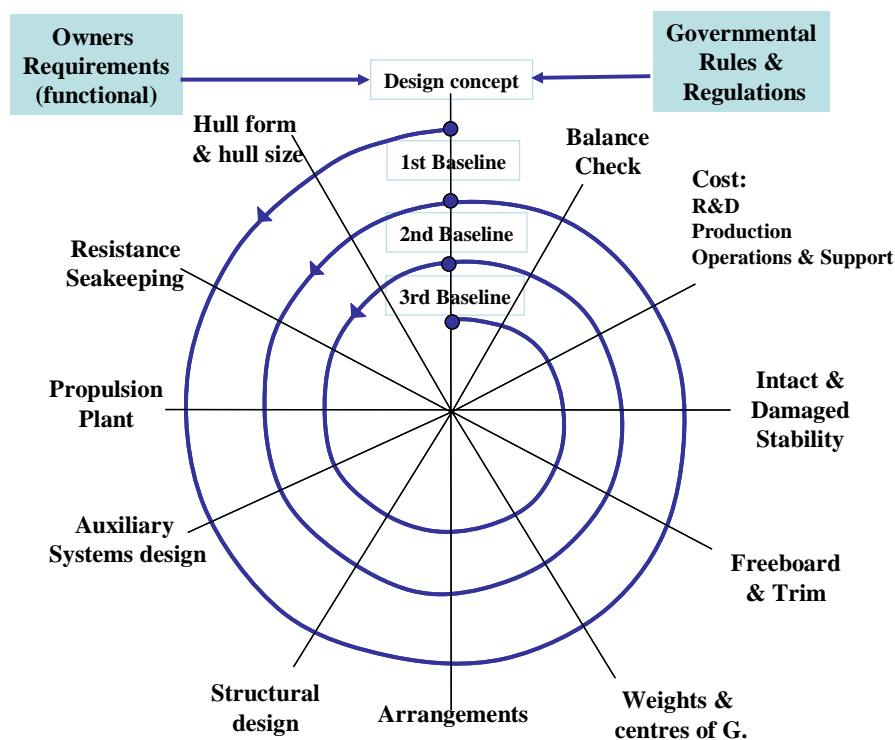 Owners
Requirements
(functional)
Governmental
Rules &
Regulations
Design concept
Hull form
& hull size
1st Baseline
Balance
Check
Cost:
R&D
Production
Operations & Support
2nd Baseline
Resistance
Seakeeping
3rd Baseline
Propulsion
Plant
Intact &
Damaged
Stability
Auxiliary
Systems design
Freeboard
& Trim
Structural
design
Arrangements
Weights &
centres of G.